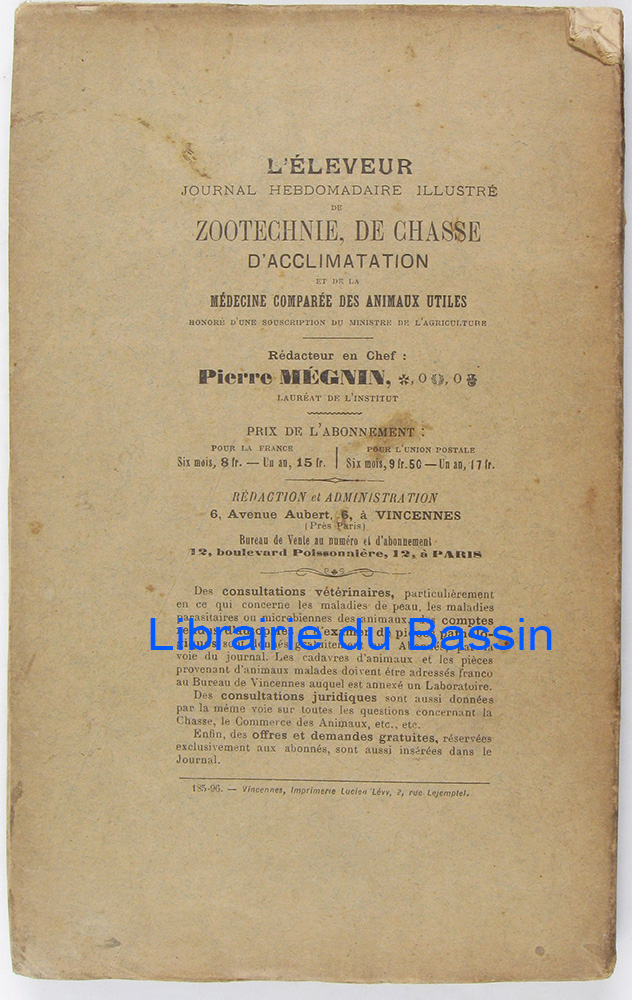 L'ÉLEVEUR
JOURNAL HEBDOMADAIRE ILLUSTRÉ
DE
ZOOTECHNIE, DE CHASSE
D'ACCLIMATATION
ET DE LA
MÉDECINE COMPARÉE DES ANIMAUX UTILES
HONORÉ D'UNE SOUSCRIPTION DU MINISTRE DE L'AGRICULTURE
Rédacteur en Chef :
Pierre MÉGNIN, ✻, O, O
LAURÉAT DE L'INSTITUT
PRIX DE L'ABONNEMENT :
POUR LA FRANCE
Six mois, 8 fr. — Un an, 15 fr.
POUR L'UNION POSTALE
Six mois, 9 fr. 50 — Un an, 17 fr.
RÉDACTION et ADMINISTRATION
6, Avenue Aubert, 6, à VINCENNES
(Près Paris)
Bureau de Vente au numéro et d'abonnement
12, boulevard Poissonnière, 12, à PARIS
Des consultations vétérinaires, particulièrement
en ce qui concerne les maladies de peau, les maladies
parasitaires ou microbiennes des animaux, comptes
Librairie du Bassin
voie du journal. Les cadavres d'animaux et les pièces
provenant d'animaux malades doivent être adressés franco
au Bureau de Vincennes auquel est annexé un Laboratoire.
Des consultations juridiques sont aussi données
par la même voie sur toutes les questions concernant la
Chasse, le Commerce des Animaux, etc., etc.
Enfin, des offres et demandes gratuites, réservées
exclusivement aux abonnés, sont aussi insérées dans le
Journal.
185-96. — Vincennes, Imprimerie Lucien Lévy, 2, rue Lejemptel.